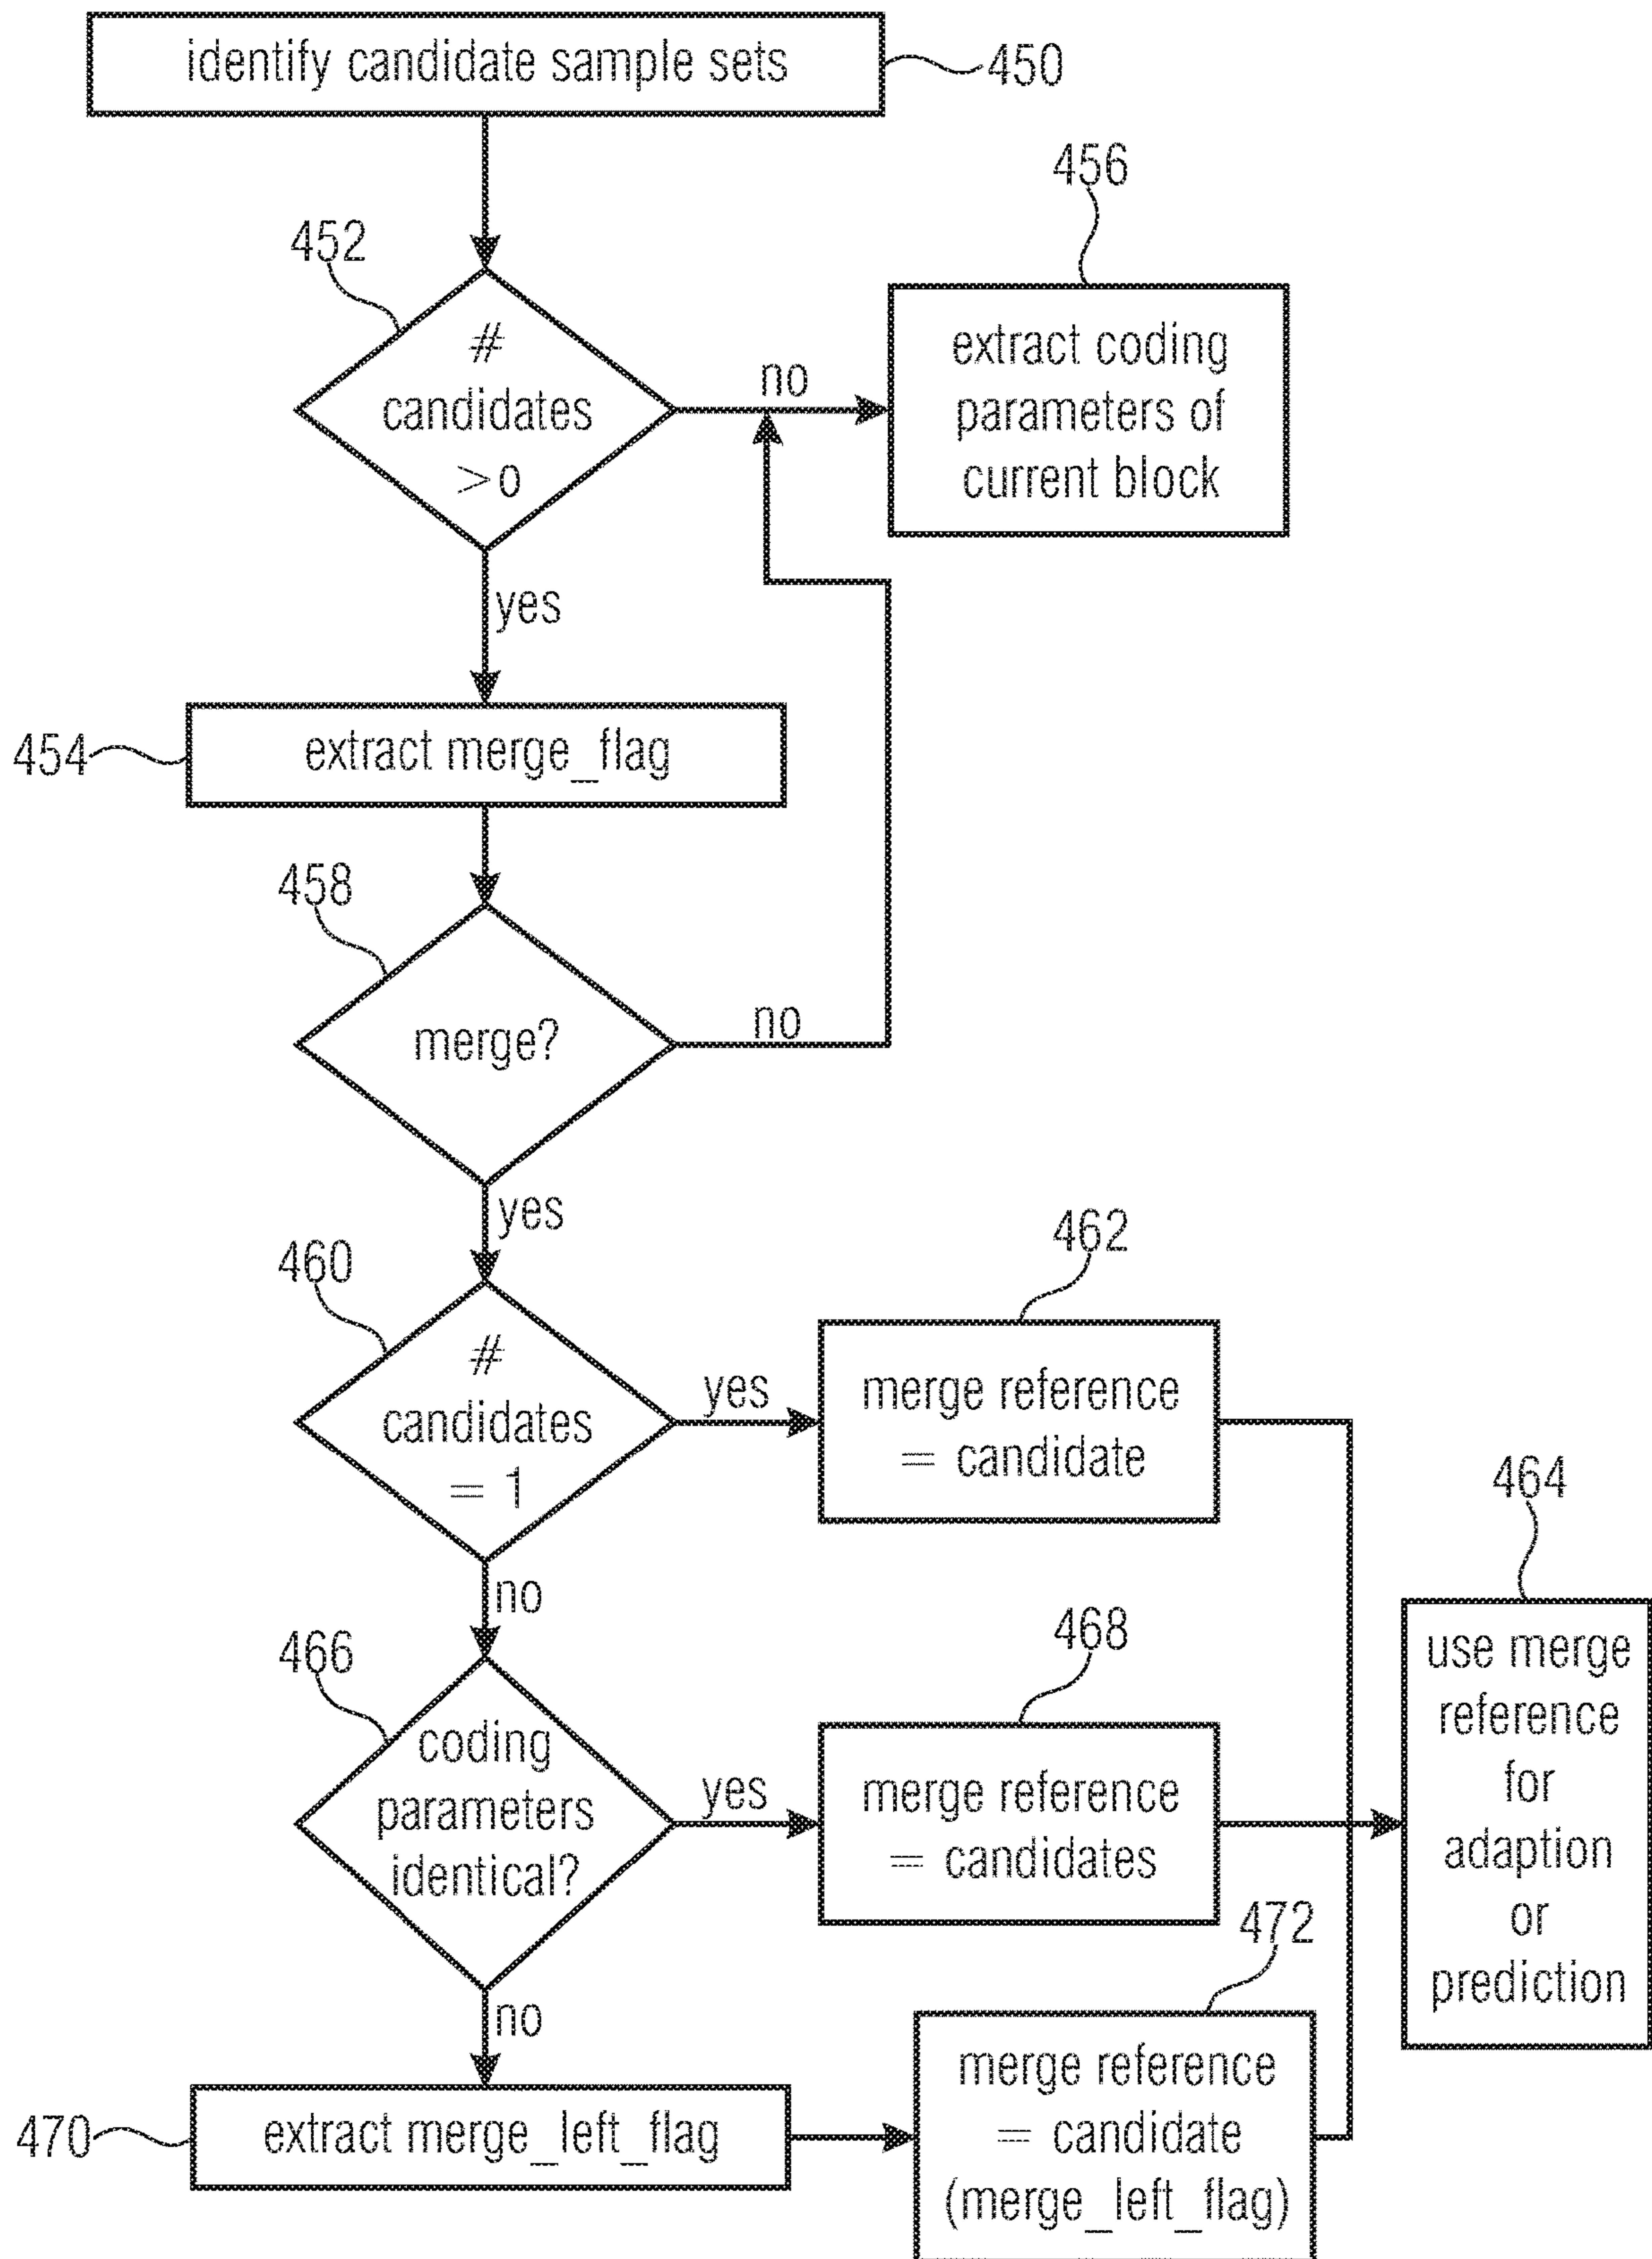 identify candidate sample sets
450
456
452
#
candidates
>o
no
extract coding
parameters of
current block
yes
454
extract merge_flag
458
merge?
no
yes
460
462
#
candidates
= 1
yes
merge reference
= candidate
464
no
466
468
coding
parameters
identical?
yes
merge reference
= candidates
use merge
reference
for
adaption
or
prediction
472
no
470
extract merge_left_flag
merge reference
= candidate
(merge_left_flag)